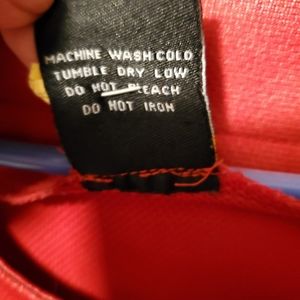 MACHINE WASH COLD
TUMBLE DRY LOW
DO NOT BLEACH
DO NOT IRON